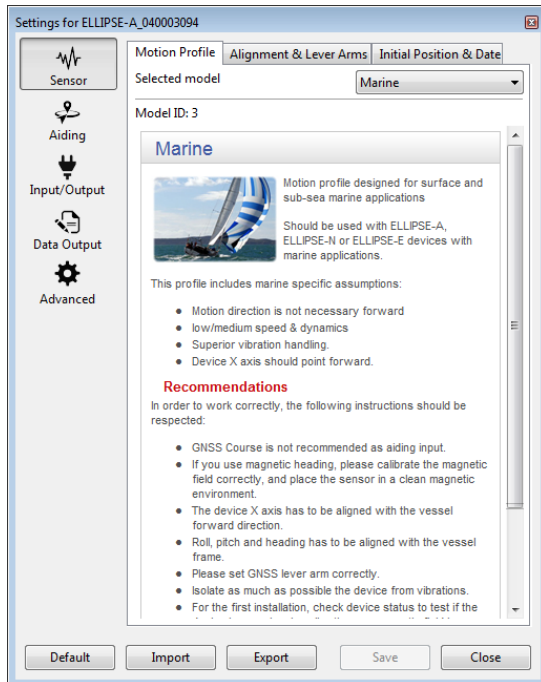 Settings for ELLIPSE-A_040003094
Sensor
Aiding
Input/Output
Data Output
Advanced
Motion Profile
Alignment & Lever Arms
Initial Position & Date
Selected model
Marine
Model ID: 3
Marine
Motion profile designed for surface and
sub-sea marine applications
Should be used with ELLIPSE-A,
ELLIPSE-N or ELLIPSE-E devices with
marine applications.
This profile includes marine specific assumptions:
Motion direction is not necessary forward
low/medium speed & dynamics
Superior vibration handling.
Device X axis should point forward.
Recommendations
In order to work correctly, the following instructions should be
respected:
GNSS Course is not recommended as aiding input.
If you use magnetic heading, please calibrate the magnetic
field correctly, and place the sensor in a clean magnetic
environment.
The device X axis has to be aligned with the vessel
forward direction.
Roll, pitch and heading has to be aligned with the vessel
frame.
Please set GNSS lever arm correctly.
Isolate as much as possible the device from vibrations.
For the first installation, check device status to test if the
Default
Import
Export
Save
Close